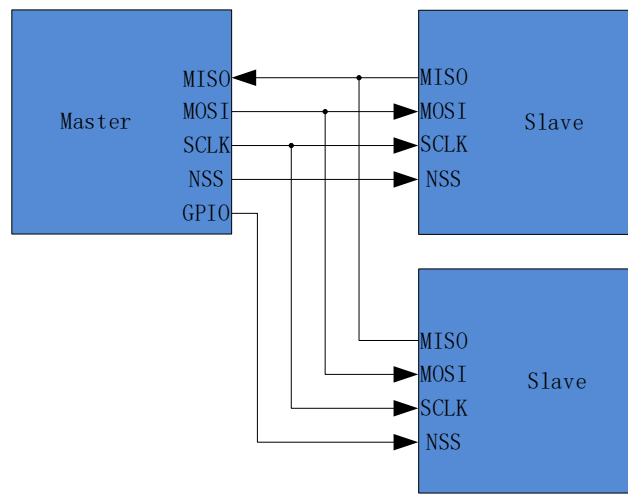 Master
MISO
MOSI
SCLK
NSS
GPIO
MISO
MOSI
SCLK
NSS
Slave
MISO
MOSI
SCLK
NSS
Slave